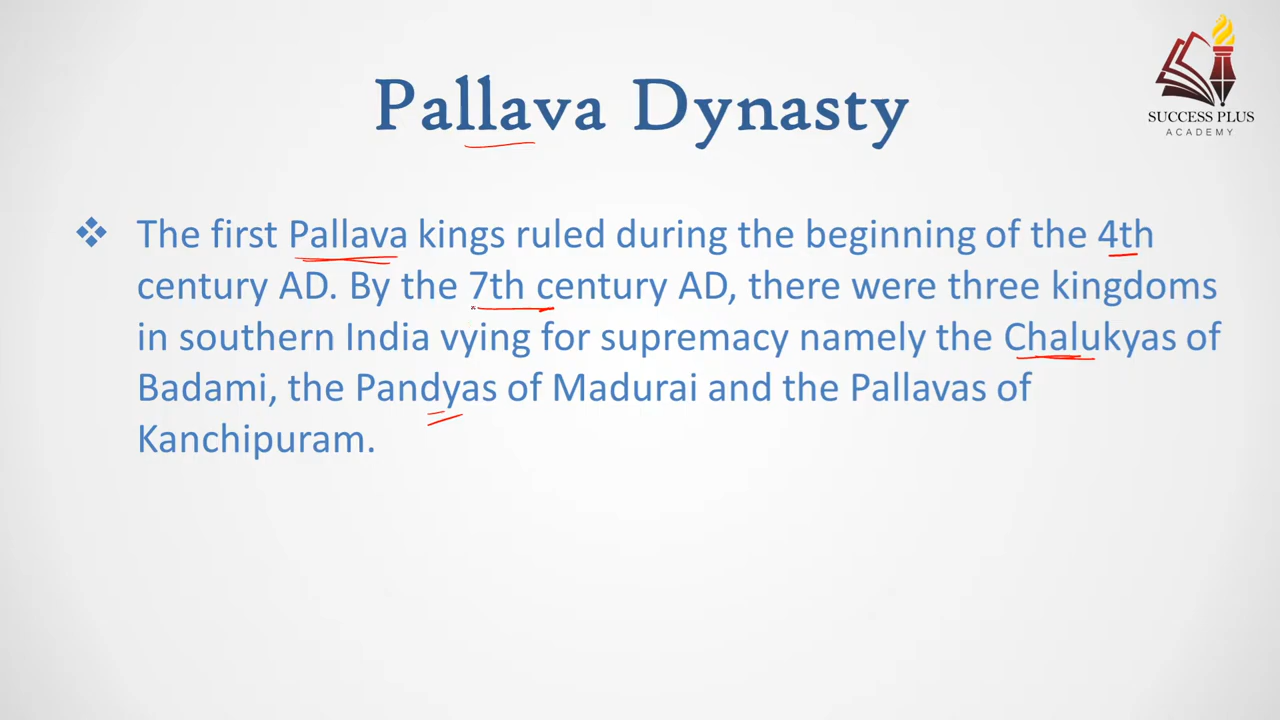 SUCCESS PLUS
ACADEMY
Pallava Dynasty
The first Pallava kings ruled during the beginning of the 4th
century AD. By the 7th century AD, there were three kingdoms
in southern India vying for supremacy namely the Chalukyas of
Badami, the Pandyas of Madurai and the Pallavas of
Kanchipuram.